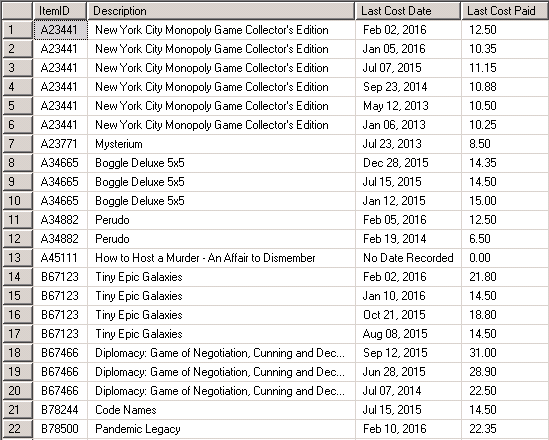 ItemID Description Last Cost Date Last Cost Paid
1 A23441 New York City Monopoly Game Collector's Edition Feb 02, 2016 12.50
2 A23441 New York City Monopoly Game Collector's Edition Jan 05, 2016 10.35
3 A23441 New York City Monopoly Game Collector's Edition Jul 07, 2015 11.15
4 A23441 New York City Monopoly Game Collector's Edition Sep 23, 2014 10.88
5 A23441 New York City Monopoly Game Collector's Edition May 12, 2013 10.50
6 A23441 New York City Monopoly Game Collector's Edition Jan 06, 2013 10.25
7 A23771 Mysterium Jul 23, 2013 8.50
8 A34665 Boggle Deluxe 5x5 Dec 28, 2015 14.35
9 A34665 Boggle Deluxe 5x5 Jul 15, 2015 14.50
10 A34665 Boggle Deluxe 5x5 Jan 12, 2015 15.00
11 A34882 Perudo Feb 05, 2016 12.50
12 A34882 Perudo Feb 19, 2014 6.50
13 A45111 How to Host a Murder - An Affair to Dismember No Date Recorded 0.00
14 B67123 Tiny Epic Galaxies Feb 02, 2016 21.80
15 B67123 Tiny Epic Galaxies Jan 10, 2016 14.50
16 B67123 Tiny Epic Galaxies Oct 21, 2015 18.80
17 B67123 Tiny Epic Galaxies Aug 08, 2015 14.50
18 B67466 Diplomacy: Game of Negotiation, Cunning and Dec... Sep 12, 2015 31.00
19 B67466 Diplomacy: Game of Negotiation, Cunning and Dec... Jun 28, 2015 28.90
20 B67466 Diplomacy: Game of Negotiation, Cunning and Dec... Jul 07, 2014 22.50
21 B78244 Code Names Jul 15, 2015 14.50
22 B78500 Pandemic Legacy Feb 10, 2016 22.35